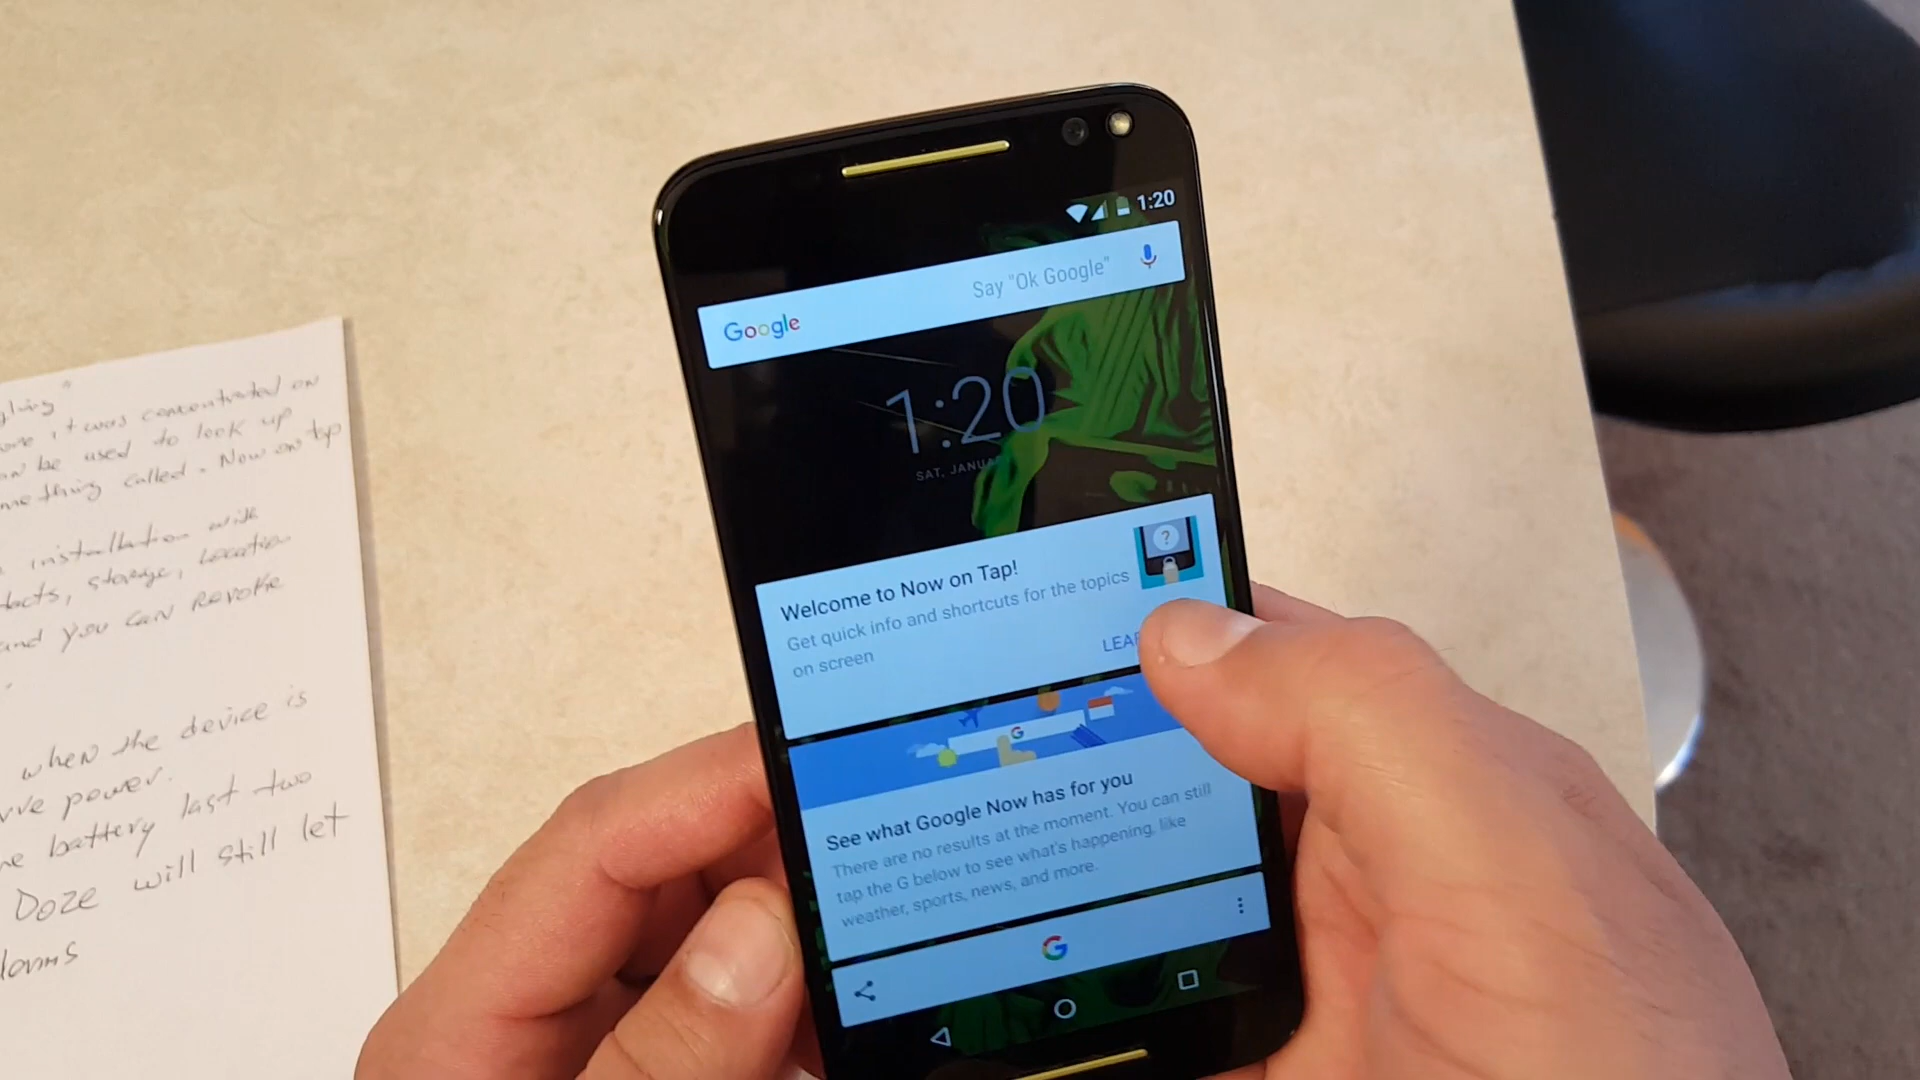 it was concentrated on
be used to look up
something called - Now on tap
installation with
storage, Location
and you can REVOKE
when the device is
power.
battery last two
Doze will still let
1:20
Google
Say "Ok Google"
1:20
SAT, JANUA
Welcome to Now on Tap!
Get quick info and shortcuts for the topics
on screen
LEAR
See what Google Now has for you
There are no results at the moment. You can still
tap the G below to see what's happening, like
weather, sports, news, and more.
G